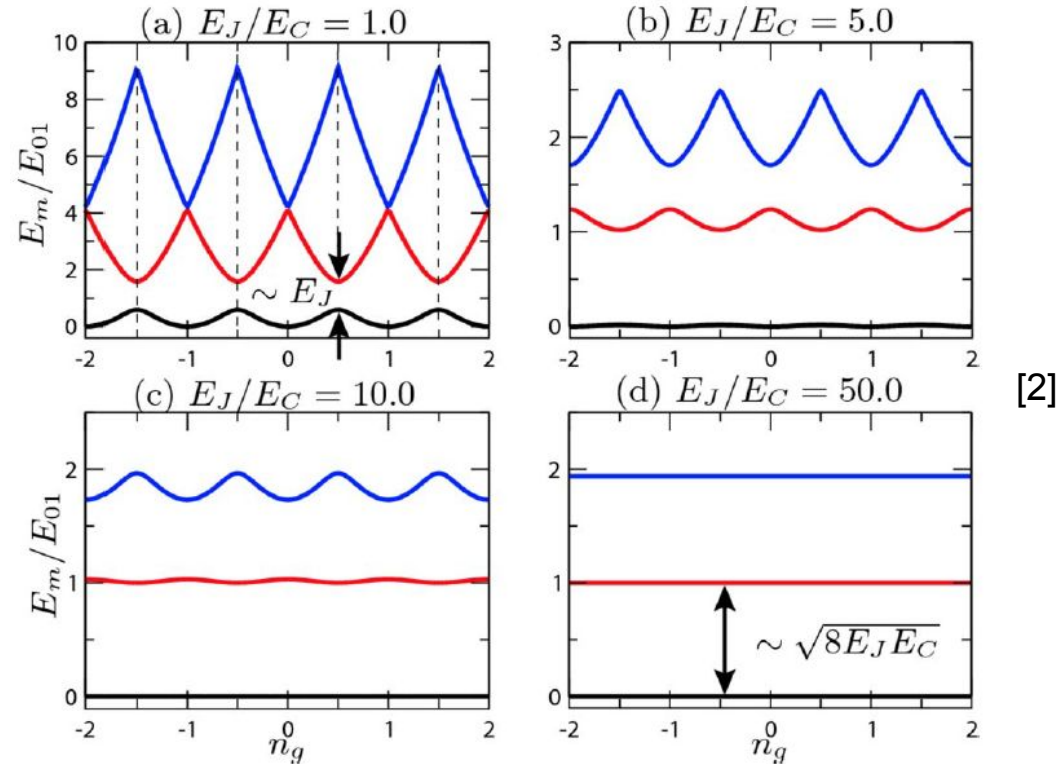 (a) E_J/E_C = 1.0
10
8
6
4
2
0
E_m/E_01
∼ E_J
-2 -1 0 1 2
(b) E_J/E_C = 5.0
3
2
1
0
-2 -1 0 1 2
(c) E_J/E_C = 10.0
2
1
0
E_m/E_01
-2 -1 0 1 2
n_g
(d) E_J/E_C = 50.0
2
1
0
∼ √8E_JE_C
-2 -1 0 1 2
n_g
[2]